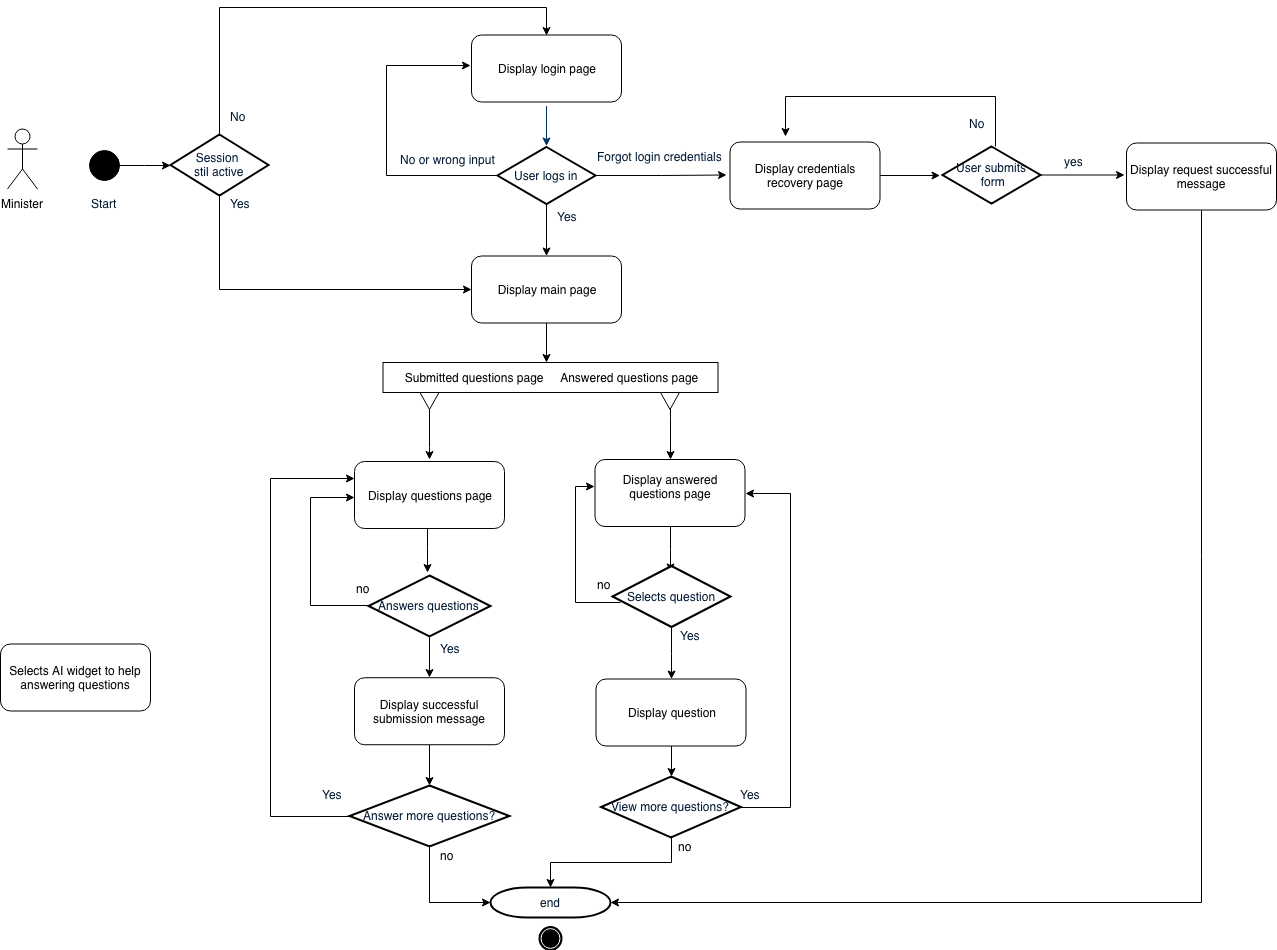 Display login page
No
No
Session
stil active
No or wrong input
User logs in
Forgot login credentials
Display credentials
recovery page
User submits
form
yes
Display request successful
message
Minister
Start
Yes
Yes
Display main page
Submitted questions page
Answered questions page
Display questions page
Display answered
questions page
no
Answers questions
no
Selects question
Yes
Yes
Selects AI widget to help
answering questions
Display successful
submission message
Display question
Yes
Answer more questions?
View more questions?
Yes
no
no
end